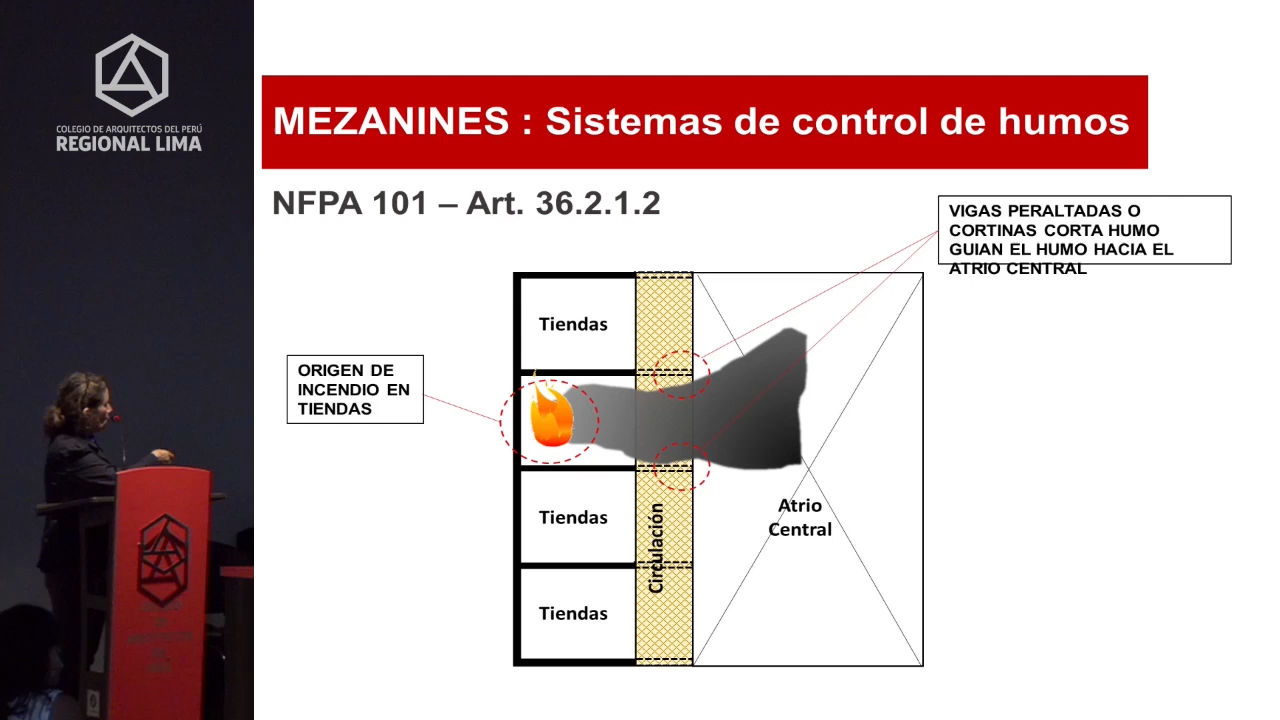 COLEGIO DE ARQUITECTOS DEL PERÚ
REGIONAL LIMA
MEZANINES : Sistemas de control de humos
NFPA 101 – Art. 36.2.1.2
VIGAS PERALTADAS O
CORTINAS CORTA HUMO
GUIAN EL HUMO HACIA EL
ATRIO CENTRAL
ORIGEN DE
INCENDIO EN
TIENDAS
Tiendas
Tiendas
Tiendas
Circulación
Atrio
Central